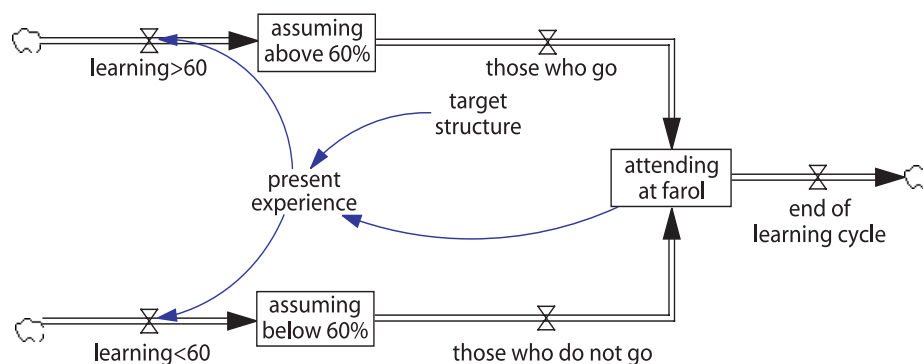 assuming
above 60%
learning>60
those who go
target
structure
attending
at farol
present
experience
end of
learning cycle
assuming
below 60%
learning<60
those who do not go